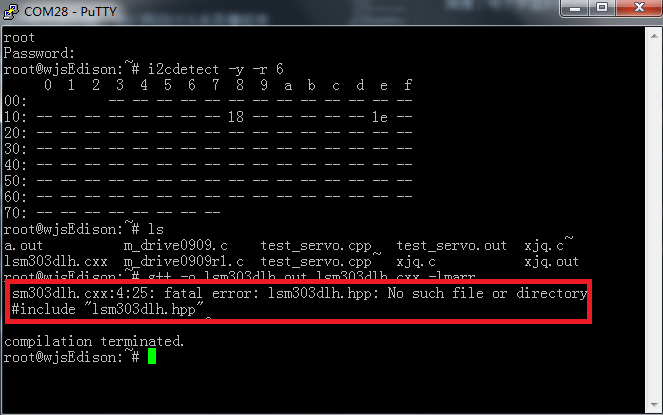 COM28 - PuTTY
root
Password:
root@wjsEdison:~# i2cdetect -y -r 6
     0  1  2  3  4  5  6  7  8  9  a  b  c  d  e  f
00:          -- -- -- -- -- -- -- -- -- -- -- -- --
10: -- -- -- -- -- -- -- -- 18 -- -- -- -- -- 1e --
20: -- -- -- -- -- -- -- -- -- -- -- -- -- -- -- --
30: -- -- -- -- -- -- -- -- -- -- -- -- -- -- -- --
40: -- -- -- -- -- -- -- -- -- -- -- -- -- -- -- --
50: -- -- -- -- -- -- -- -- -- -- -- -- -- -- -- --
60: -- -- -- -- -- -- -- -- -- -- -- -- -- -- -- --
70: -- -- -- -- -- -- --
root@wjsEdison:~# ls
a.out         m_drive0909.c    test_servo.cpp   test_servo.out  xjq.c~
lsm303dlh.cxx  m_drive0909r1.c  test_servo.cpp~  xjq.c           xjq.out
root@wjsEdison:~# g++ -o lsm303dlh.out lsm303dlh.cxx -lmarr
sm303dlh.cxx:4:25: fatal error: lsm303dlh.hpp: No such file or directory
#include "lsm303dlh.hpp"
compilation terminated.
root@wjsEdison:~#